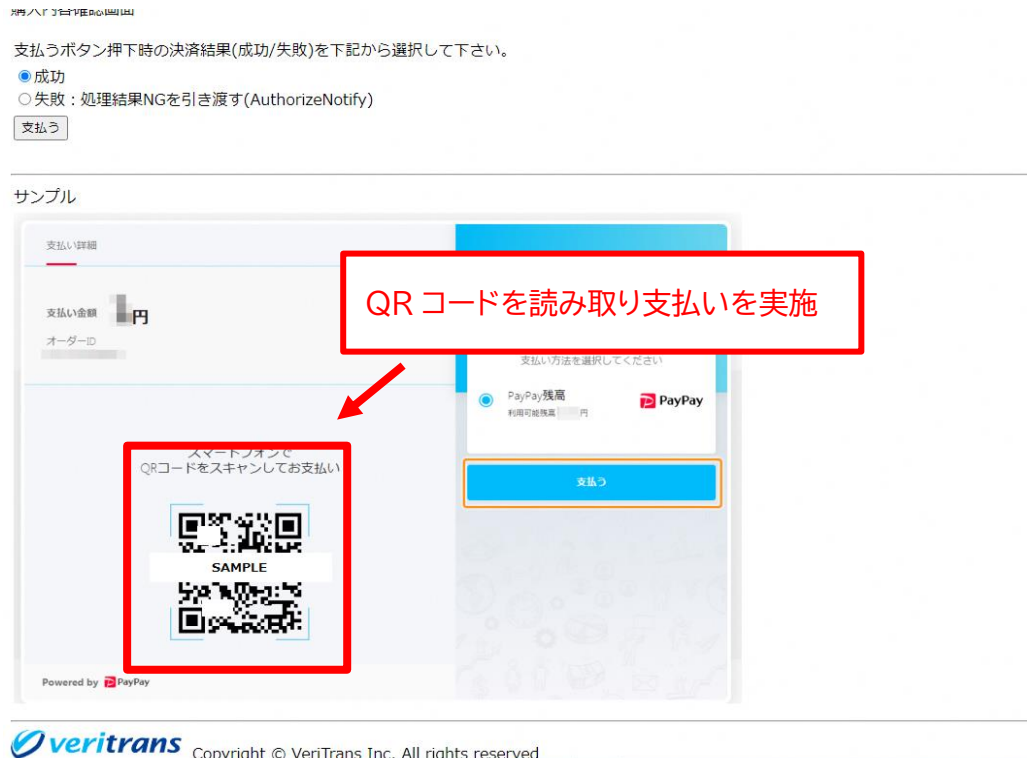 購入内容確認画面
支払うボタン押下時の決済結果(成功/失敗)を下記から選択して下さい。
成功
失敗：処理結果NGを引き渡す(AuthorizeNotify)
支払う
サンプル
支払い詳細
QR コードを読み取り支払いを実施
支払い金額 円
オーダーID
支払い方法を選択してください
PayPay残高
PayPay
利用可能残高 円
支払う
スマートフォンで
QRコードをスキャンしてお支払い
SAMPLE
Powered by PayPay
veritrans Copyright © VeriTrans Inc. All rights reserved